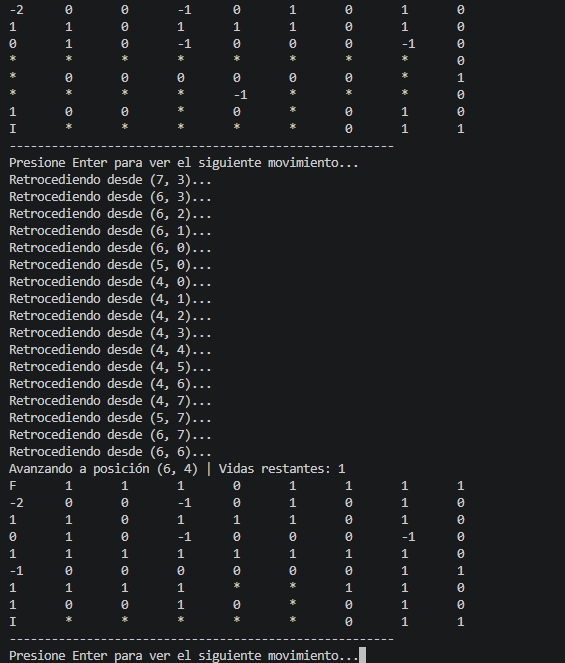 -2 0 0 -1 0 1 0 1 0
1 1 0 1 1 1 0 1 0
0 1 0 -1 0 0 0 -1 0
* * * * * * * * 0
* 0 0 0 0 0 0 * 1
* * * * -1 * * * 0
1 0 0 * 0 * 0 1 0
I * * * * * 0 1 1
-------------------------------------------------------
Presione Enter para ver el siguiente movimiento...
Retrocediendo desde (7, 3)...
Retrocediendo desde (6, 3)...
Retrocediendo desde (6, 2)...
Retrocediendo desde (6, 1)...
Retrocediendo desde (6, 0)...
Retrocediendo desde (5, 0)...
Retrocediendo desde (4, 0)...
Retrocediendo desde (4, 1)...
Retrocediendo desde (4, 2)...
Retrocediendo desde (4, 3)...
Retrocediendo desde (4, 4)...
Retrocediendo desde (4, 5)...
Retrocediendo desde (4, 6)...
Retrocediendo desde (4, 7)...
Retrocediendo desde (5, 7)...
Retrocediendo desde (6, 7)...
Retrocediendo desde (6, 6)...
Avanzando a posición (6, 4) | Vidas restantes: 1
F 1 1 1 0 1 1 1 1
-2 0 0 -1 0 1 0 1 0
1 1 0 1 1 1 0 1 0
0 1 0 -1 0 0 0 -1 0
1 1 1 1 1 1 1 1 0
-1 0 0 0 0 0 0 1 1
1 1 1 1 * * 1 1 0
1 0 0 1 0 * 0 1 0
I * * * * * 0 1 1
-------------------------------------------------------
Presione Enter para ver el siguiente movimiento...